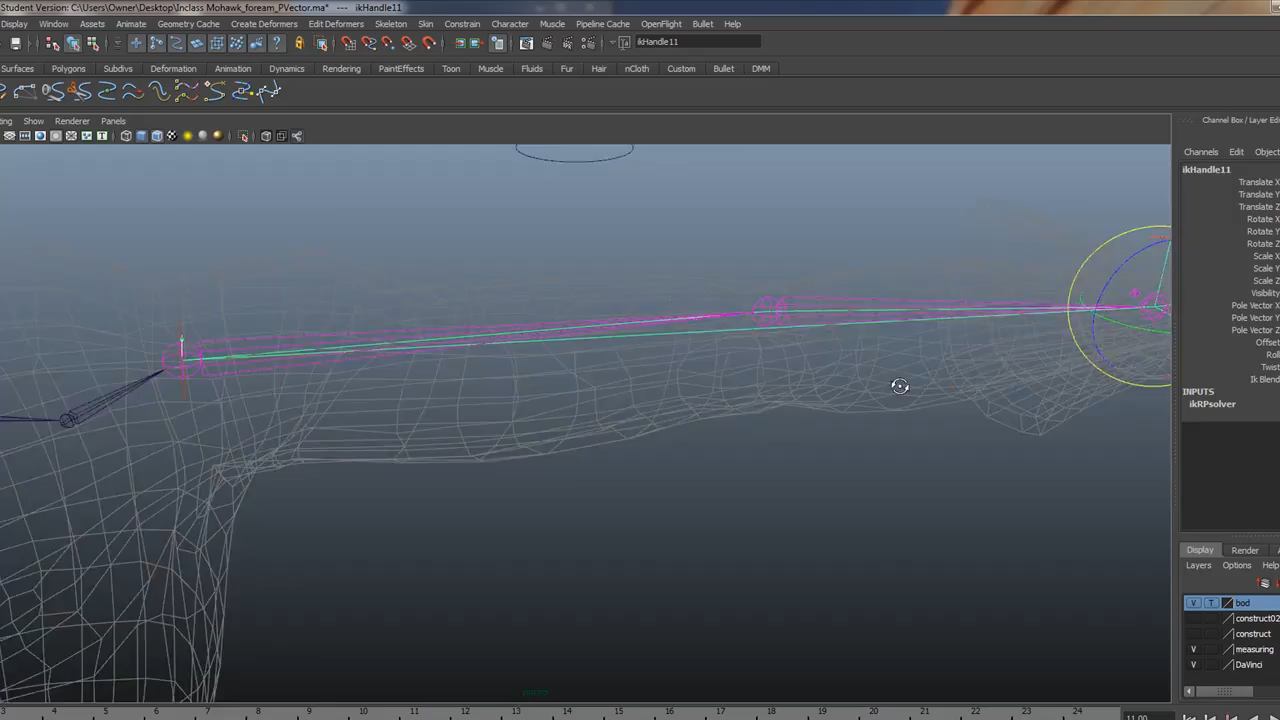 Student Version: C:\Users\Owner\Desktop\Inclass Mohawk_foream_PVector.ma* --- ikHandle11
Display Window Assets Animate Geometry Cache Create Deformers Edit Deformers Skeleton Skin Constrain Character Muscle Pipeline Cache OpenFlight Bullet Help
ikHandle11
Surfaces Polygons Subdivs Deformation Animation Dynamics Rendering PaintEffects Toon Muscle Fluids Fur Hair nCloth Custom Bullet DMM
ting Show Renderer Panels
Channel Box / Layer Edi
Channels Edit Object
ikHandle11
Translate X
Translate Y
Translate Z
Rotate X
Rotate Y
Rotate Z
Scale X
Scale Y
Scale Z
Visibility
Pole Vector X
Pole Vector Y
Pole Vector Z
Offset
Roll
Twist
Ik Blend
INPUTS
ikRPsolver
Display Render
Layers Options Help
V T bod
construct02
construct
V measuring
V DaVinci
3 4 5 6 7 8 9 10 11 12 13 14 15 16 17 18 19 20 21 22 23 24
11.00